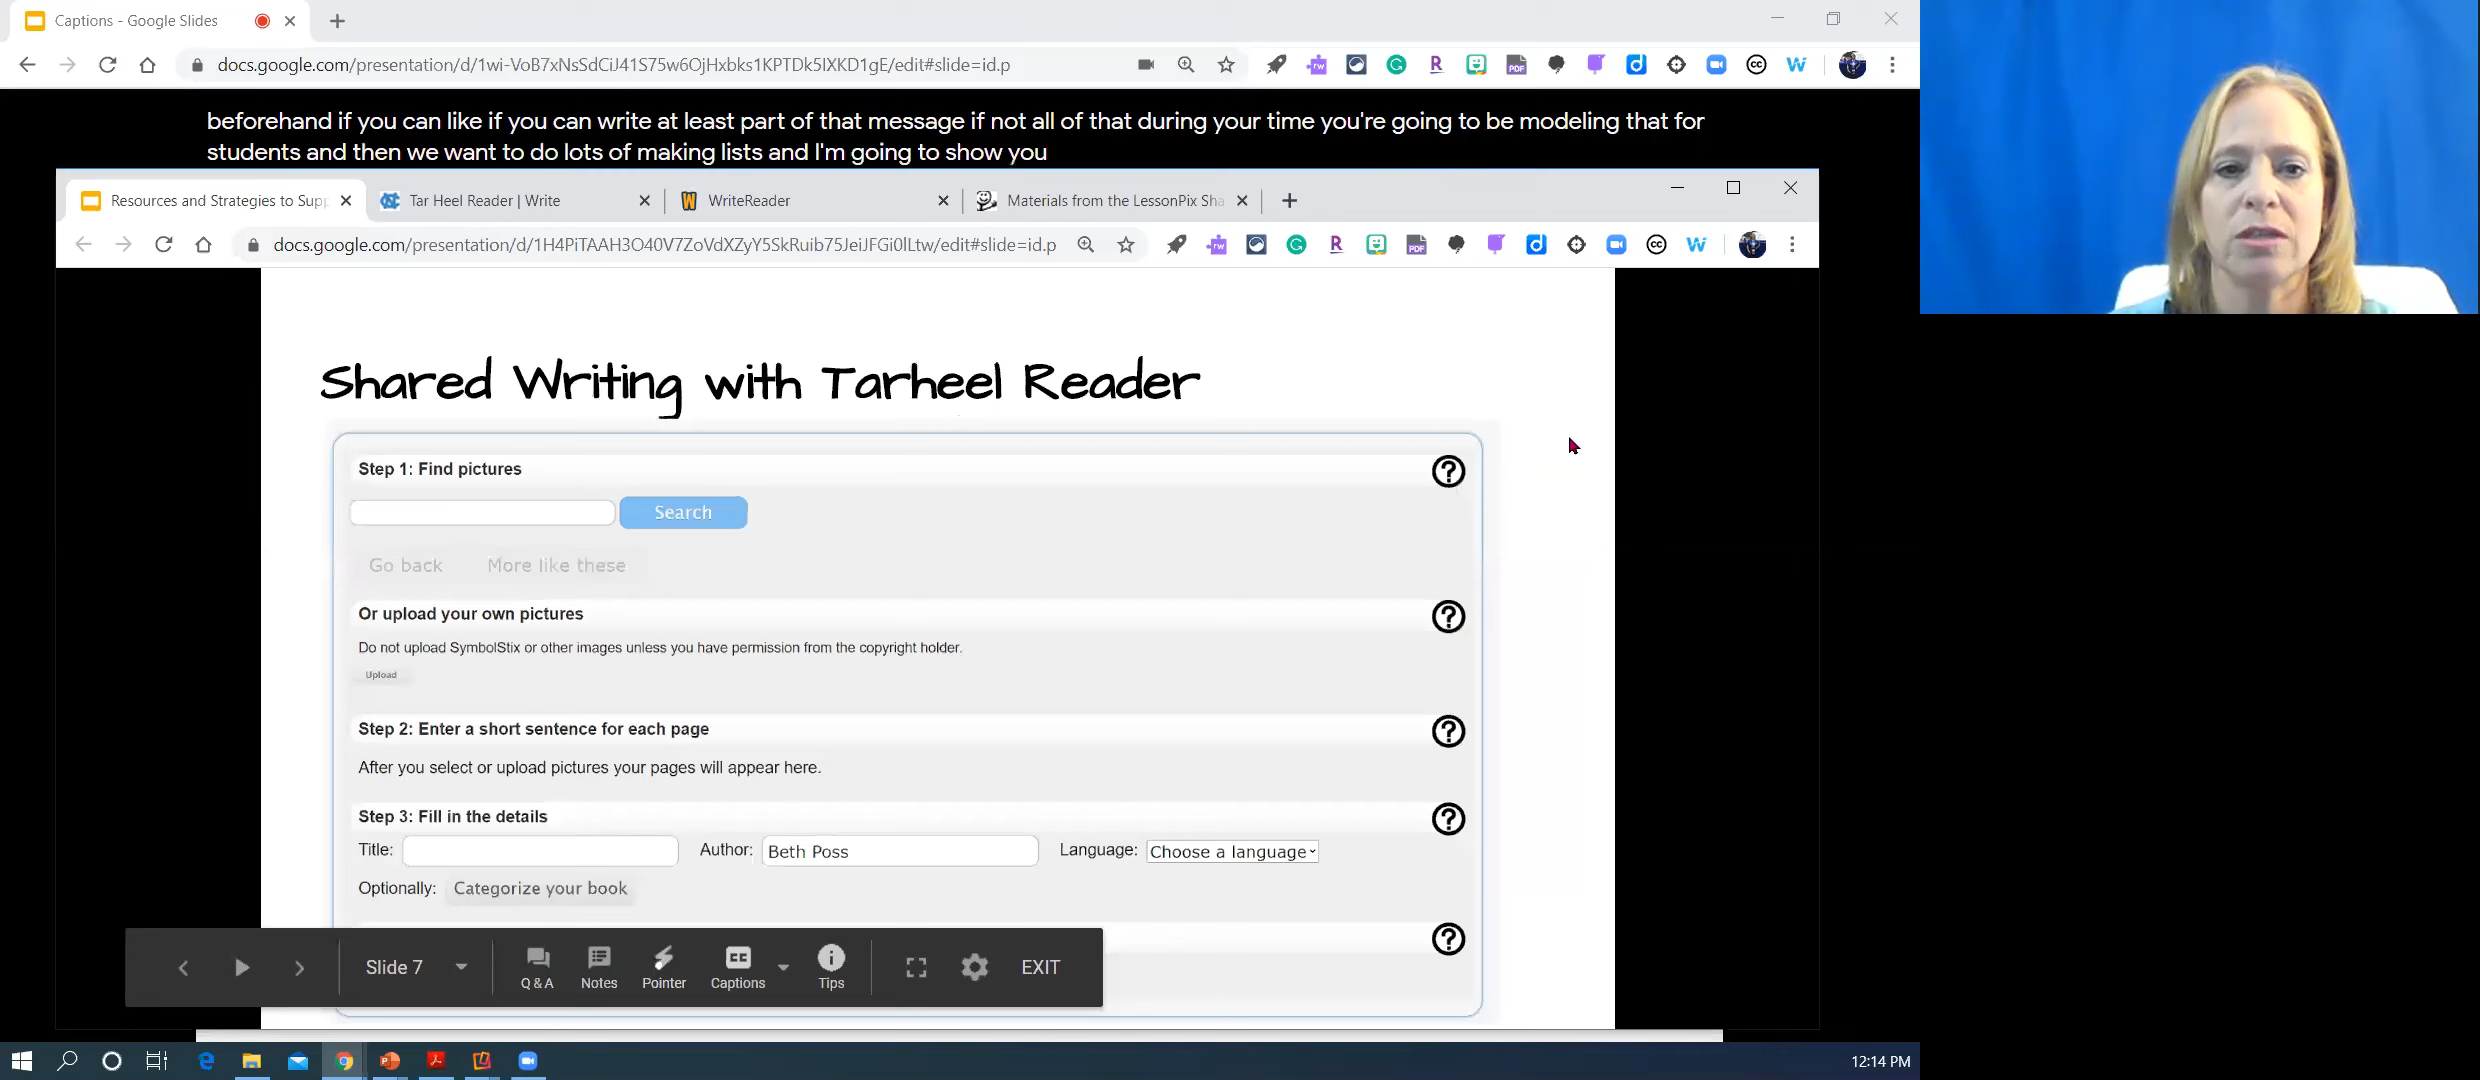 Captions - Google Slides
docs.google.com/presentation/d/1wi-VoB7xNsSdCiJ41S75w6OjHxbks1KPTDk5IXKD1gE/edit#slide=id.p
beforehand if you can like if you can write at least part of that message if not all of that during your time you're going to be modeling that for
students and then we want to do lots of making lists and I'm going to show you
Resources and Strategies to Supp
Tar Heel Reader | Write
WriteReader
Materials from the LessonPix Sha
docs.google.com/presentation/d/1H4PiTAAH3O40V7ZoVdXZyY5SkRuib75JeiJFGi0lLtw/edit#slide=id.p
Shared Writing with Tarheel Reader
Step 1: Find pictures
Search
Go back More like these
Or upload your own pictures
Do not upload SymbolStix or other images unless you have permission from the copyright holder.
Upload
Step 2: Enter a short sentence for each page
After you select or upload pictures your pages will appear here.
Step 3: Fill in the details
Title: Author: Beth Poss Language: Choose a language
Optionally: Categorize your book
Slide 7
Q & A Notes Pointer Captions Tips
EXIT
12:14 PM